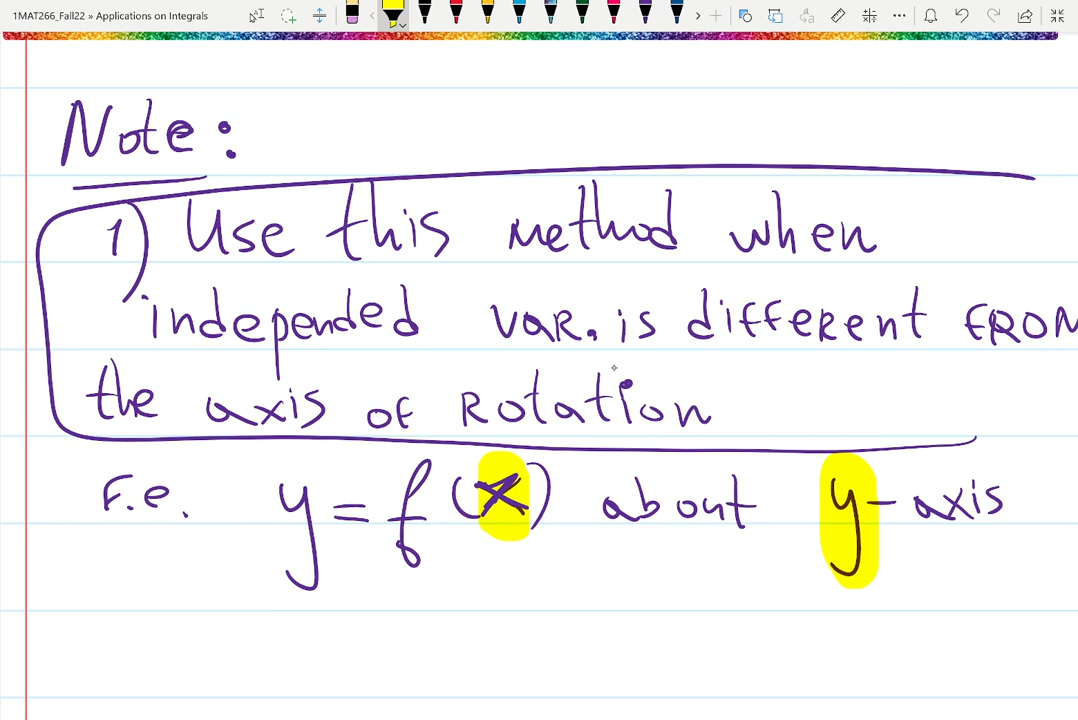 1MAT266_Fall22 » Applications on Integrals
Note:
1) Use this method when
independed var. is different FROM
the axis of Rotation
F.e. y = f(x) about y-axis